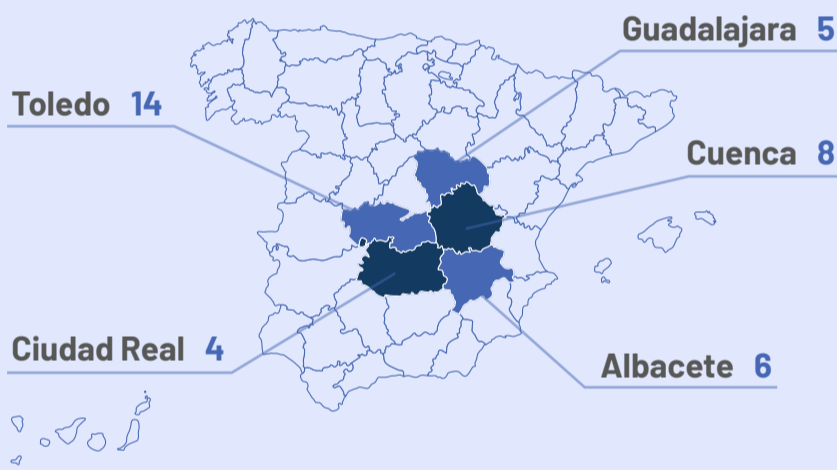 Guadalajara 5
Toledo 14
Cuenca 8
Ciudad Real 4
Albacete 6